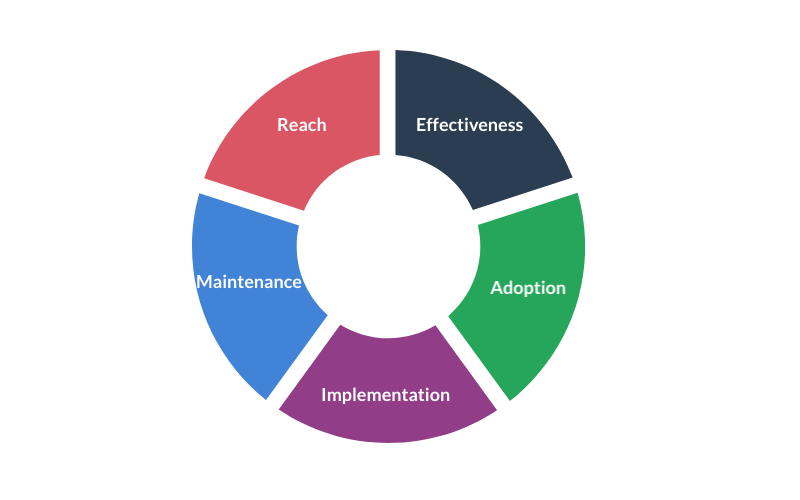 Reach
Effectiveness
Maintenance
Adoption
Implementation